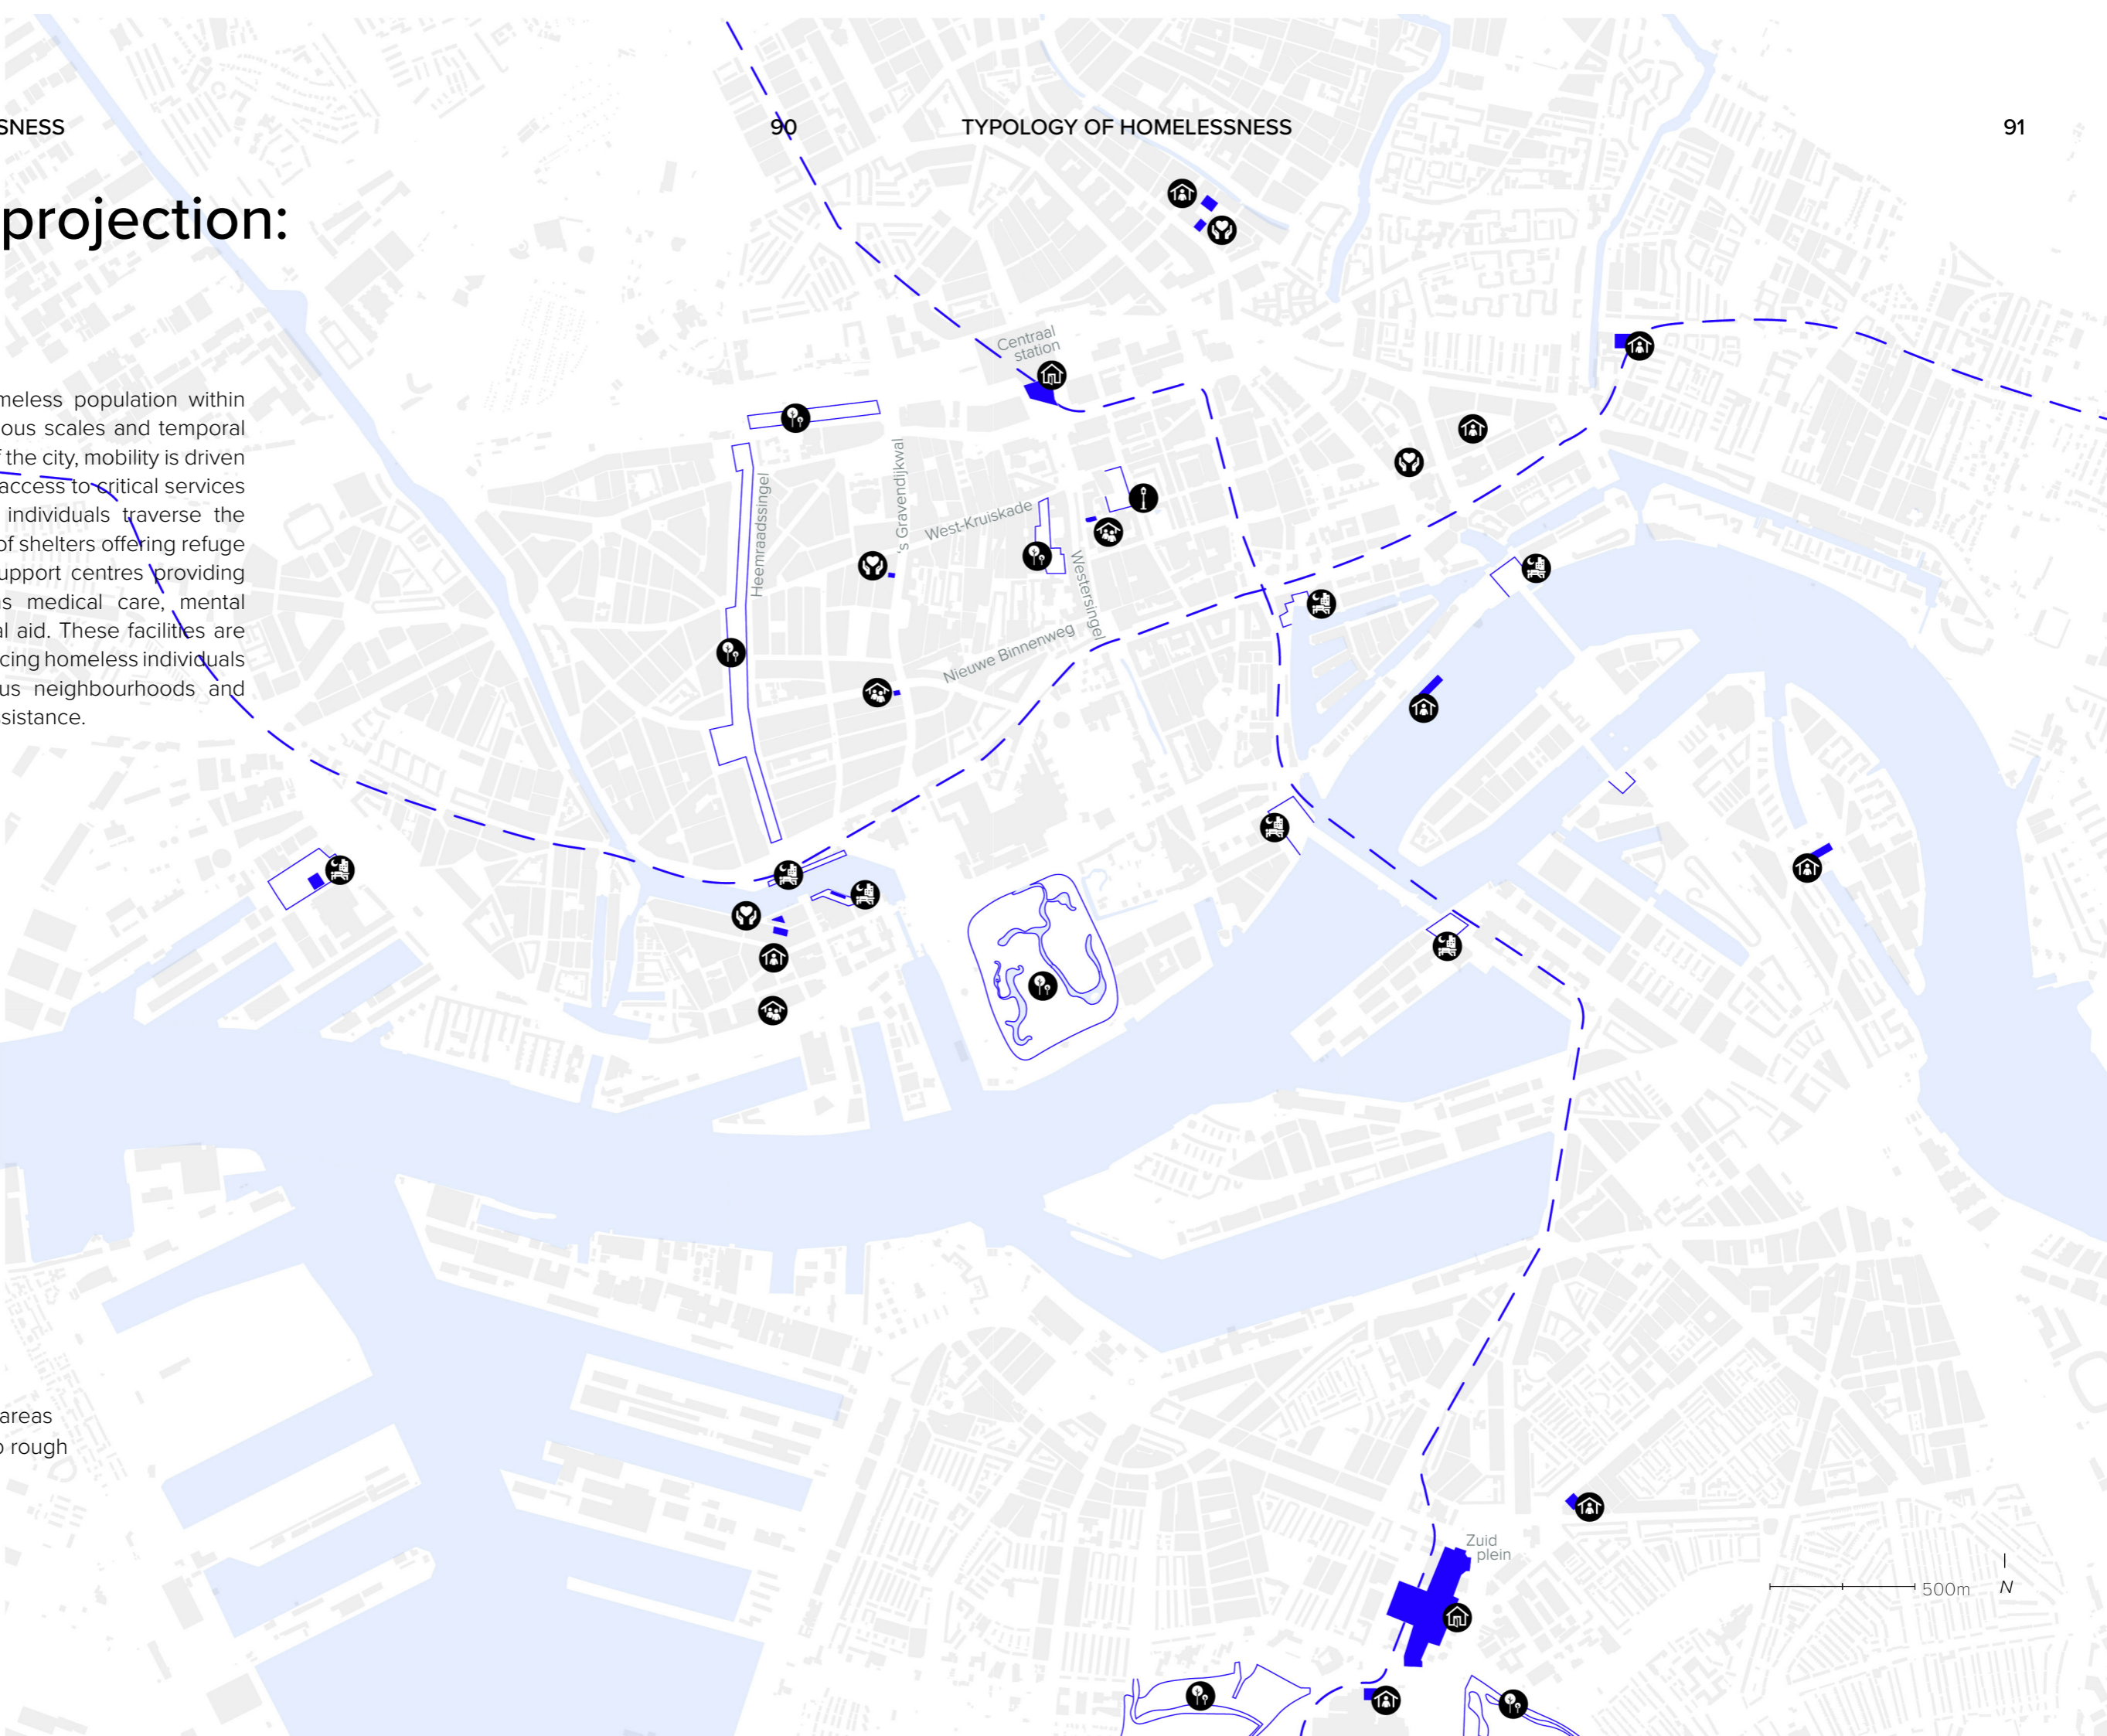 SNESS
90
TYPOLOGY OF HOMELESSNESS
91
projection:
meless population within
ous scales and temporal
f the city, mobility is driven
access to critical services
individuals traverse the
of shelters offering refuge
upport centres providing
s medical care, mental
al aid. These facilities are
cing homeless individuals
us neighbourhoods and
ssistance.
areas
o rough
Centraal
station
Heemraadssingel
's Gravendijkwal
West-Kruiskade
Westersingel
Nieuwe Binnenweg
Zuid
plein
500m
N